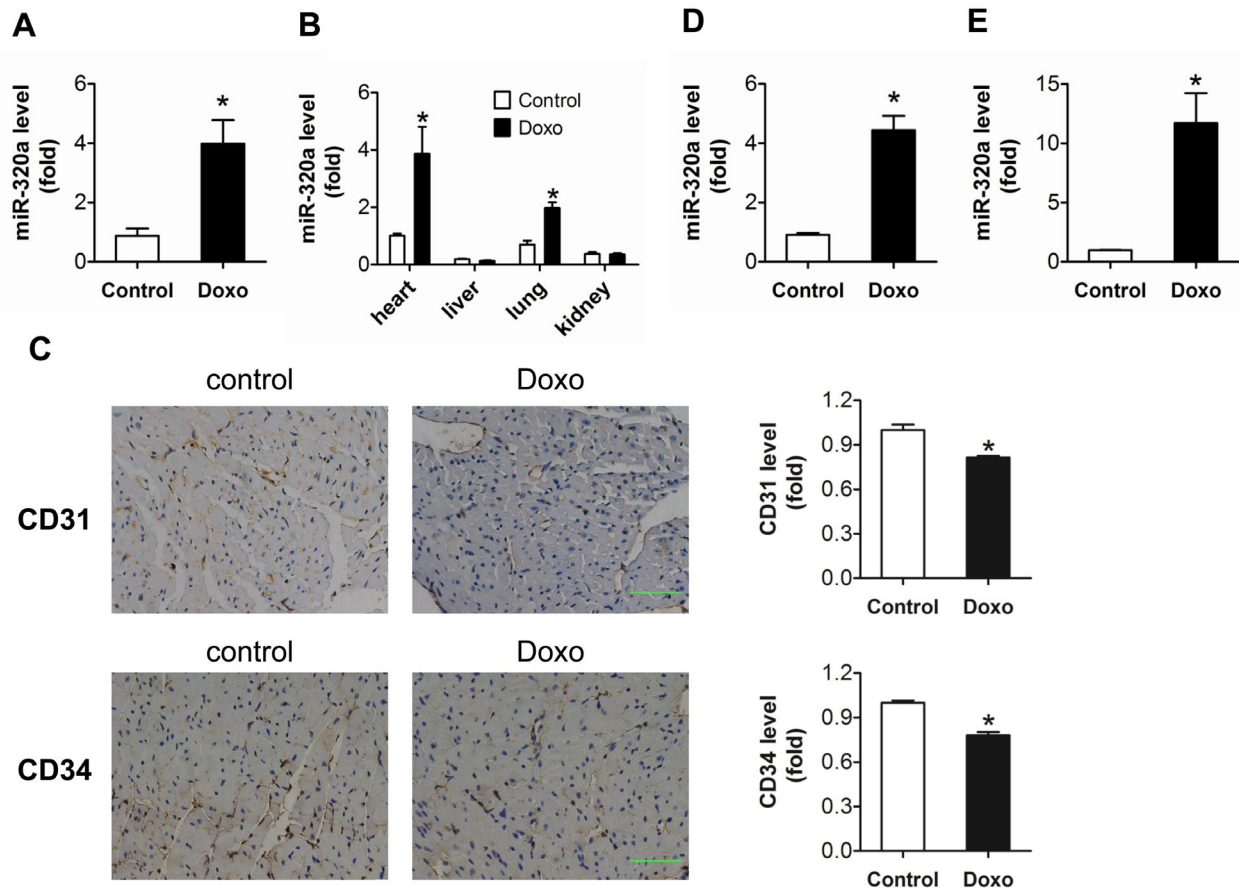 A
B
D
E
miR-320a level
(fold)
6
4
2
0
*
Control
Doxo
miR-320a level
(fold)
6
4
2
0
*
*
Control
Doxo
heart
liver
lung
kidney
miR-320a level
(fold)
6
4
2
0
*
Control
Doxo
miR-320a level
(fold)
15
10
5
0
*
Control
Doxo
C
control
Doxo
CD31
CD31 level
(fold)
1.2
0.9
0.6
0.3
0.0
*
Control
Doxo
control
Doxo
CD34
CD34 level
(fold)
1.2
0.9
0.6
0.3
0.0
*
Control
Doxo